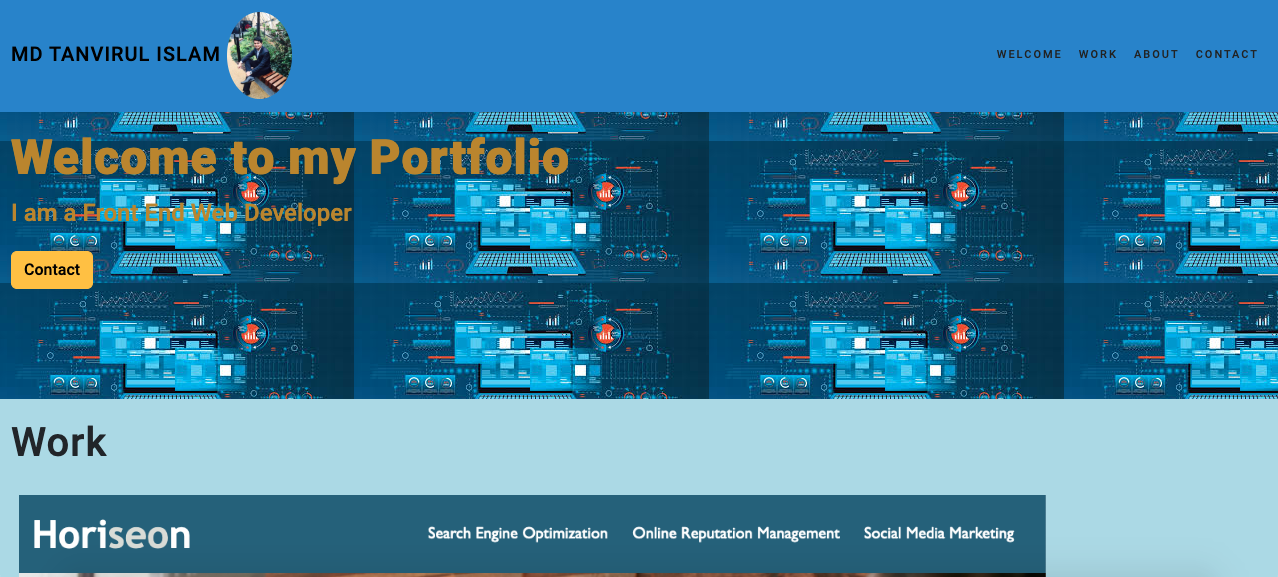 MD TANVIRUL ISLAM
WELCOME WORK ABOUT CONTACT
Welcome to my Portfolio
I am a Front End Web Developer
Contact
Work
Horiseon
Search Engine Optimization Online Reputation Management Social Media Marketing